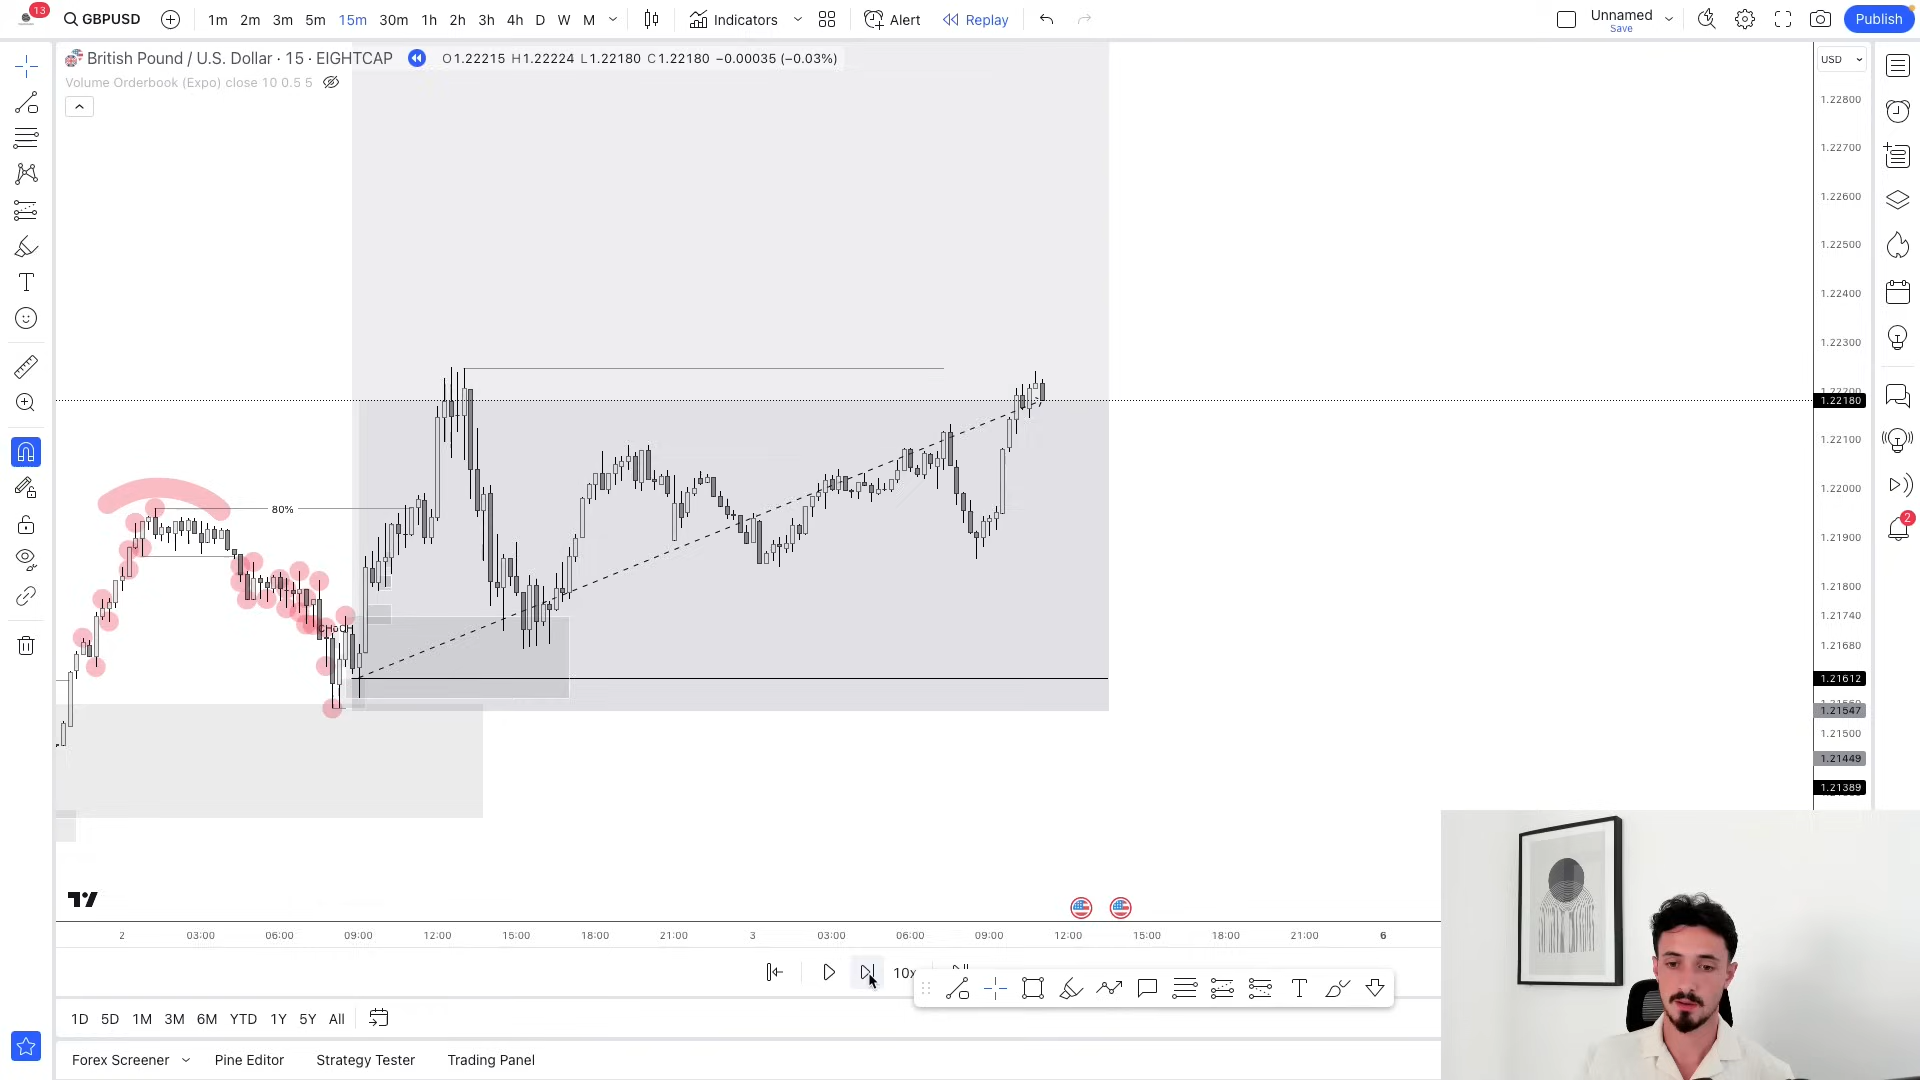 13
GBPUSD
1m 2m 3m 5m 15m 30m 1h 2h 3h 4h D W M
Indicators
Alert
Replay
Unnamed
Save
Publish
British Pound / U.S. Dollar · 15 · EIGHTCAP
O1.22215 H1.22224 L1.22180 C1.22180 −0.00035 (−0.03%)
USD
Volume Orderbook (Expo) close 10 0.5 5
1.22800
1.22700
1.22600
1.22500
1.22400
1.22300
1.22180
1.22100
1.22000
1.21900
1.21800
1.21740
1.21680
1.21612
1.21547
1.21500
1.21449
1.21389
2
80%
CHoCH
2 03:00 06:00 09:00 12:00 15:00 18:00 21:00 3 03:00 06:00 09:00 12:00 15:00 18:00 21:00 6
10x
1D 5D 1M 3M 6M YTD 1Y 5Y All
Forex Screener Pine Editor Strategy Tester Trading Panel